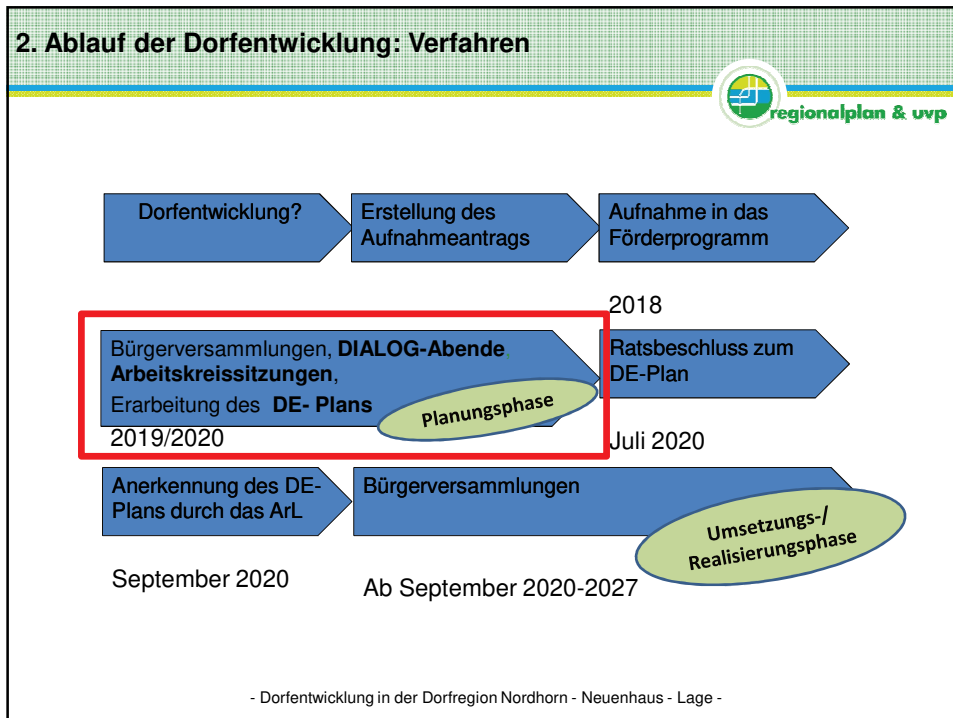 2. Ablauf der Dorfentwicklung: Verfahren
regionalplan & uvp
Dorfentwicklung?
Erstellung des
Aufnahmeantrags
Aufnahme in das
Förderprogramm
2018
Bürgerversammlungen, DIALOG-Abende,
Arbeitskreissitzungen,
Erarbeitung des DE- Plans
Planungsphase
2019/2020
Ratsbeschluss zum
DE-Plan
Juli 2020
Anerkennung des DE-
Plans durch das ArL
September 2020
Bürgerversammlungen
Umsetzungs-/
Realisierungsphase
Ab September 2020-2027
- Dorfentwicklung in der Dorfregion Nordhorn - Neuenhaus - Lage -